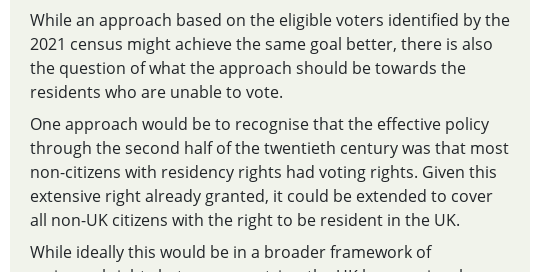 While an approach based on the eligible voters identified by the
2021 census might achieve the same goal better, there is also
the question of what the approach should be towards the
residents who are unable to vote.
One approach would be to recognise that the effective policy
through the second half of the twentieth century was that most
non-citizens with residency rights had voting rights. Given this
extensive right already granted, it could be extended to cover
all non-UK citizens with the right to be resident in the UK.
While ideally this would be in a broader framework of